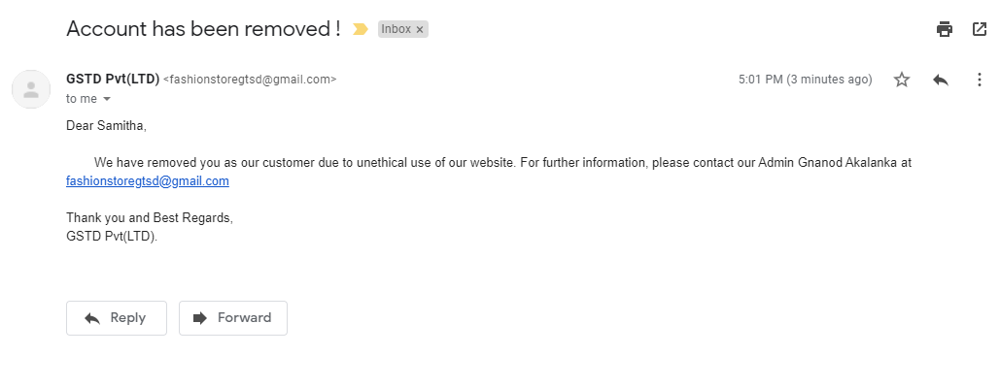 Account has been removed ! Inbox x
GSTD Pvt(LTD) <fashionstoregtsd@gmail.com> 5:01 PM (3 minutes ago)
to me
Dear Samitha,
We have removed you as our customer due to unethical use of our website. For further information, please contact our Admin Gnanod Akalanka at
fashionstoregtsd@gmail.com
Thank you and Best Regards,
GSTD Pvt(LTD).
Reply Forward